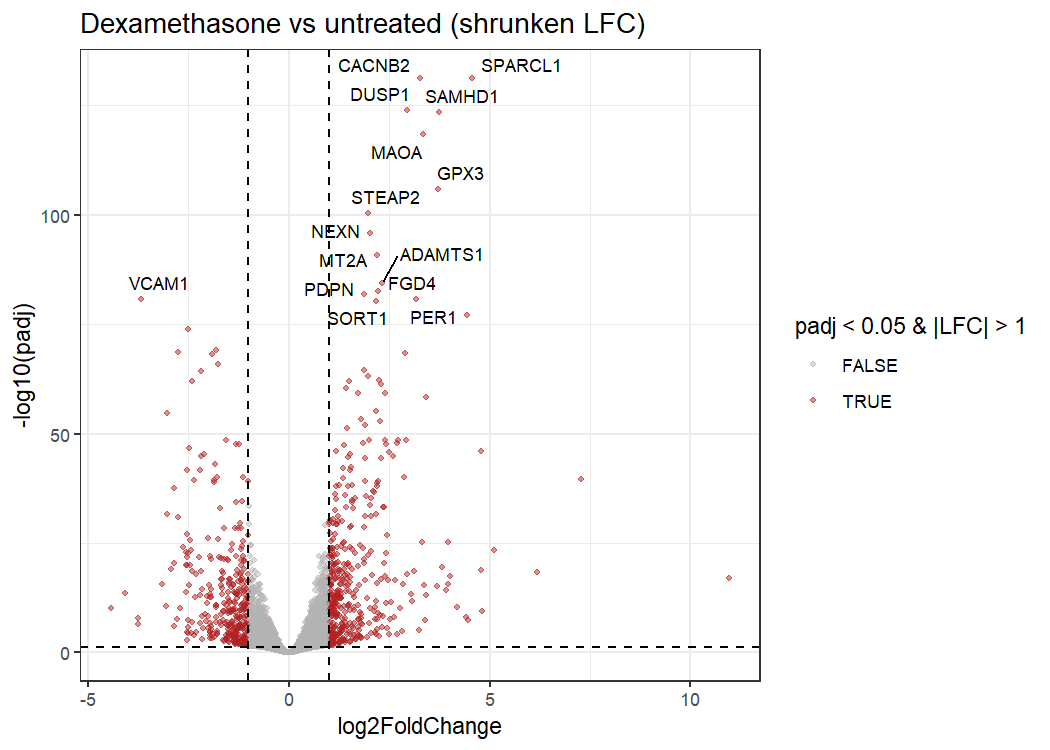 Dexamethasone vs untreated (shrunken LFC)
CACNB2
SPARCL1
DUSP1
SAMHD1
MAOA
GPX3
STEAP2
NEXN
ADAMTS1
MT2A
VCAM1
PDPN
FGD4
SORT1
PER1
-log10(padj)
100
50
0
-5
0
5
10
log2FoldChange
padj < 0.05 & |LFC| > 1
FALSE
TRUE